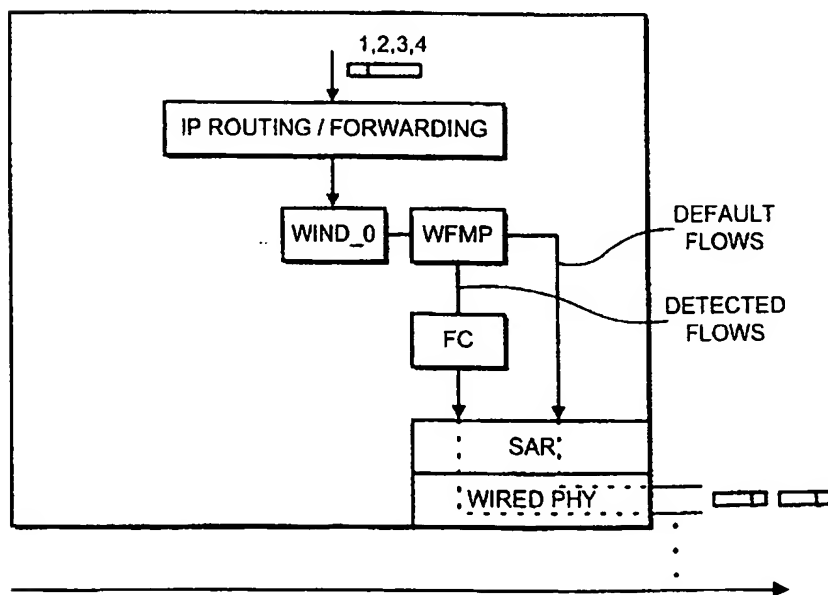 1,2,3,4
IP ROUTING / FORWARDING
WIND_0
WFMP
DEFAULT
FLOWS
DETECTED
FLOWS
FC
SAR
WIRED PHY